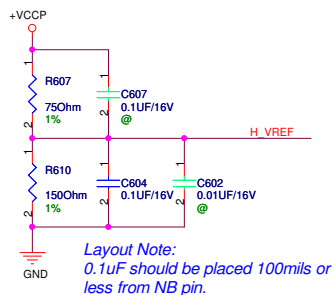 +VCCP
1
1
R607
C607
75Ohm
0.1UF/16V
1%
@
2
2
H_VREF
1
1
1
R610
C604
C602
150Ohm
0.1UF/16V
0.01UF/16V
1%
@
2
2
2
GND
Layout Note:
0.1uF should be placed 100mils or
less from NB pin.